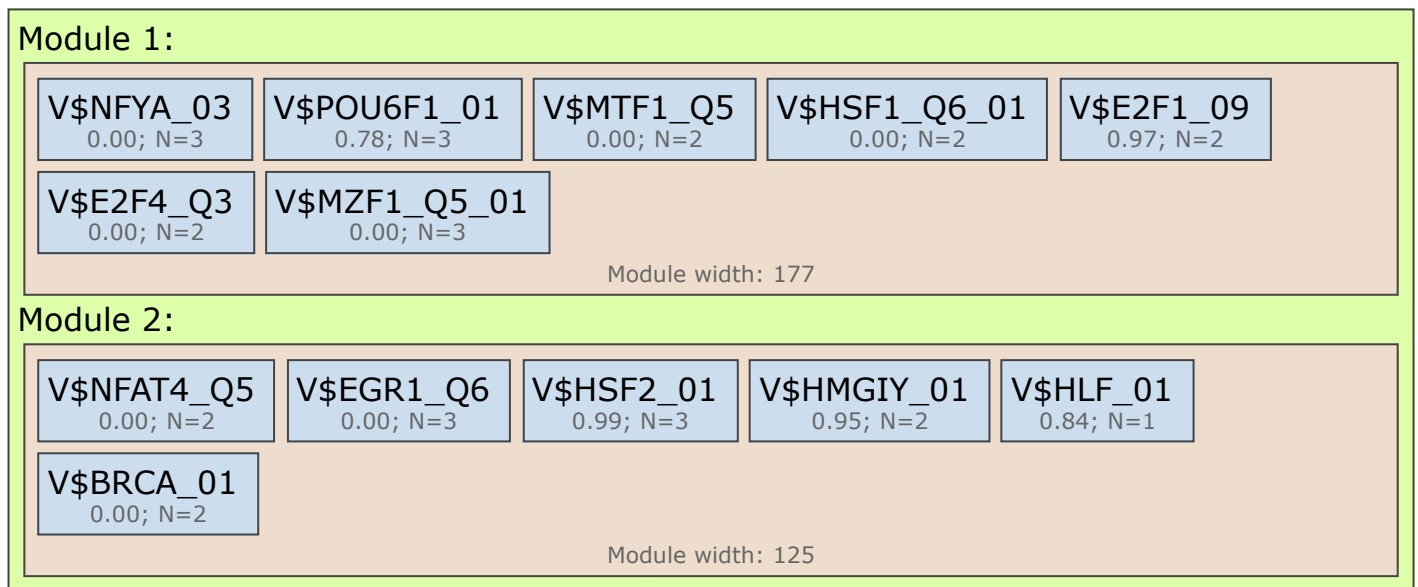 Module 1:
V$NFYA_03 V$POU6F1_01 V$MTF1_Q5 V$HSF1_Q6_01 V$E2F1_09
0.00; N=3 0.78; N=3 0.00; N=2 0.00; N=2 0.97; N=2
V$E2F4_Q3 V$MZF1_Q5_01
0.00; N=2 0.00; N=3
Module width: 177
Module 2:
V$NFAT4_Q5 V$EGR1_Q6 V$HSF2_01 V$HMGIY_01 V$HLF_01
0.00; N=2 0.00; N=3 0.99; N=3 0.95; N=2 0.84; N=1
V$BRCA_01
0.00; N=2
Module width: 125